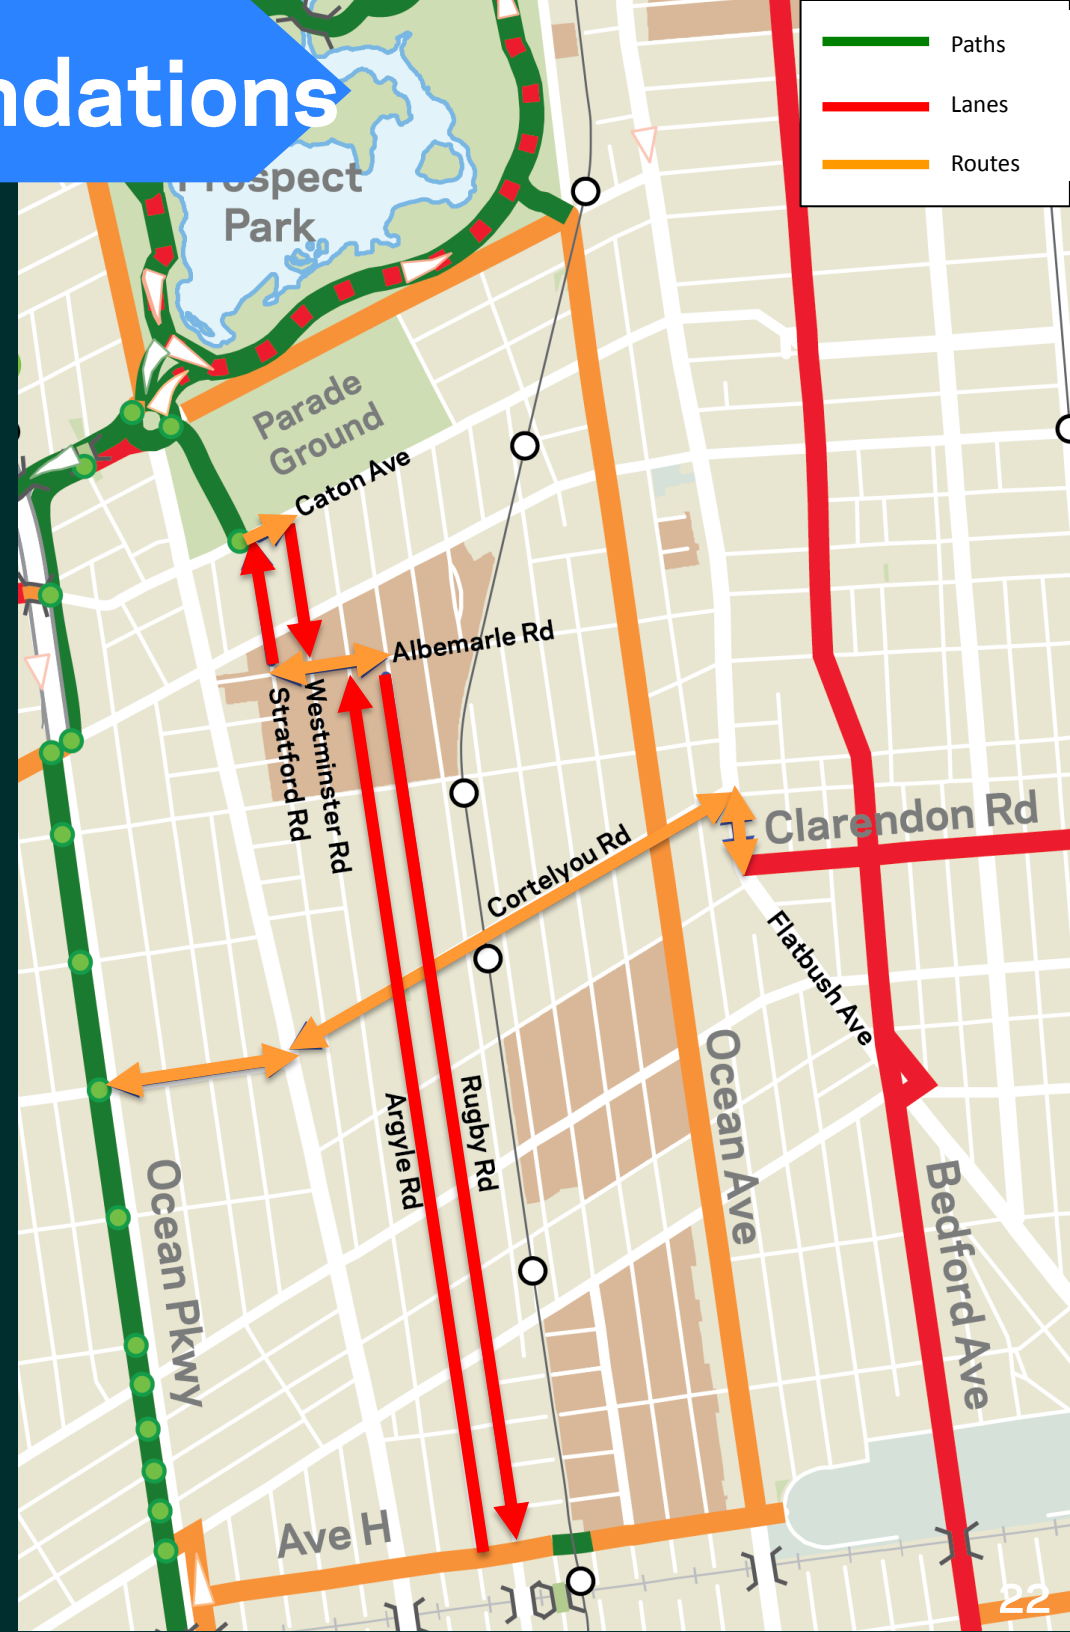 ndations
Paths
Lanes
Routes
Prospect
Park
Parade
Ground
Caton Ave
Albemarle Rd
Stratford Rd
Westminster Rd
Clarendon Rd
Cortelyou Rd
Flatbush Ave
Ocean Ave
Argyle Rd
Rugby Rd
Ocean Pkwy
Bedford Ave
Ave H
22